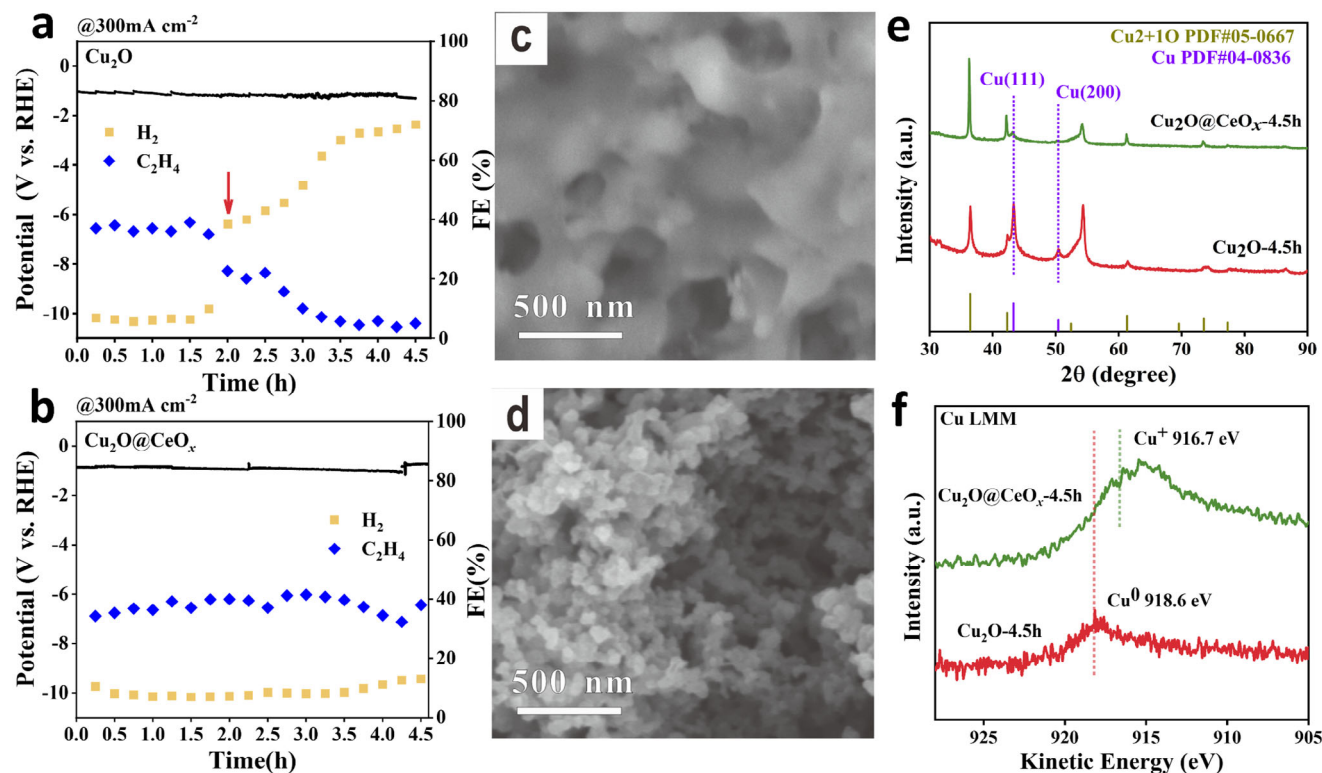 a
@300mA cm⁻²
Cu₂O
H₂
C₂H₄
Potential (V vs. RHE)
0
-2
-4
-6
-8
-10
FE (%)
100
80
60
40
20
0
0.0 0.5 1.0 1.5 2.0 2.5 3.0 3.5 4.0 4.5
Time (h)
b
@300mA cm⁻²
Cu₂O@CeOₓ
H₂
C₂H₄
Potential (V vs. RHE)
0
-2
-4
-6
-8
-10
FE(%)
100
80
60
40
20
0
0.0 0.5 1.0 1.5 2.0 2.5 3.0 3.5 4.0 4.5
Time(h)
c
500 nm
d
500 nm
e
Cu2+1O PDF#05-0667
Cu PDF#04-0836
Cu(111)
Cu(200)
Cu₂O@CeOₓ-4.5h
Cu₂O-4.5h
Intensity (a.u.)
30 40 50 60 70 80 90
2θ (degree)
f
Cu LMM
Cu⁺ 916.7 eV
Cu₂O@CeOₓ-4.5h
Cu⁰ 918.6 eV
Cu₂O-4.5h
Intensity (a.u.)
925 920 915 910 905
Kinetic Energy (eV)